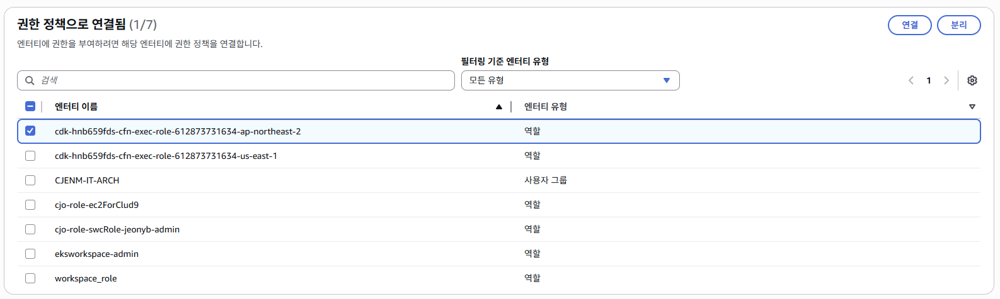 권한 정책으로 연결됨 (1/7)
연결
분리
엔터티에 권한을 부여하려면 해당 엔터티에 권한 정책을 연결합니다.
필터링 기준 엔터티 유형
검색
모든 유형
1
엔터티 이름
엔터티 유형
cdk-hnb659fds-cfn-exec-role-612873731634-ap-northeast-2
역할
cdk-hnb659fds-cfn-exec-role-612873731634-us-east-1
역할
CJENM-IT-ARCH
사용자 그룹
cjo-role-ec2ForClud9
역할
cjo-role-swcRole-jeonyb-admin
역할
eksworkspace-admin
역할
workspace_role
역할